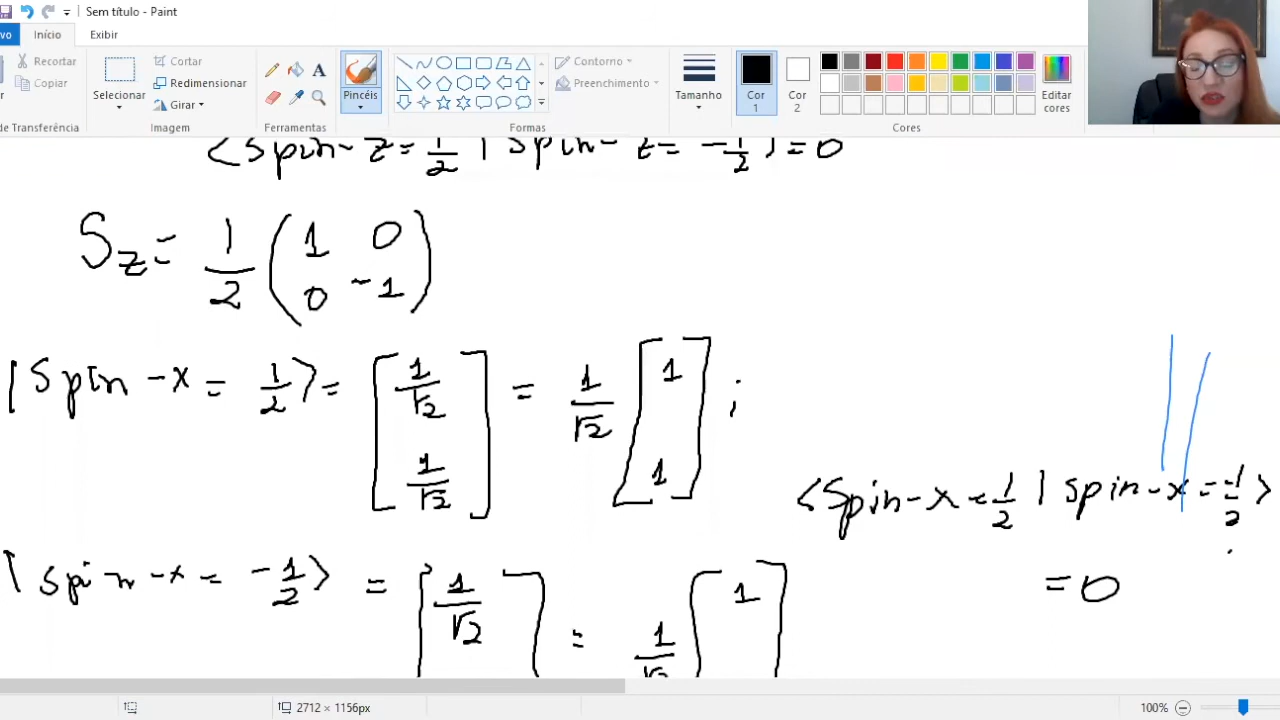 Sem título - Paint
vo Início Exibir
Recortar
Copiar
de Transferência
Selecionar
Cortar
Redimensionar
Girar
Imagem
A
Ferramentas
Pincéis
Contorno
Preenchimento
Formas
Tamanho
Cor 1
Cor 2
Editar cores
Cores
<Spin-z=1/2 | Spin-z=-1/2> = 0
Sz = 1/2 (1 0
0 -1)
|Spin-x = 1/2> = [1/√2
1/√2] = 1/√2 [1
1] ;
<Spin-x=1/2 | spin-x=-1/2>
= 0
|spin-x = -1/2> = [1/√2 ] = 1/√2 [1
2712 × 1156px
100%